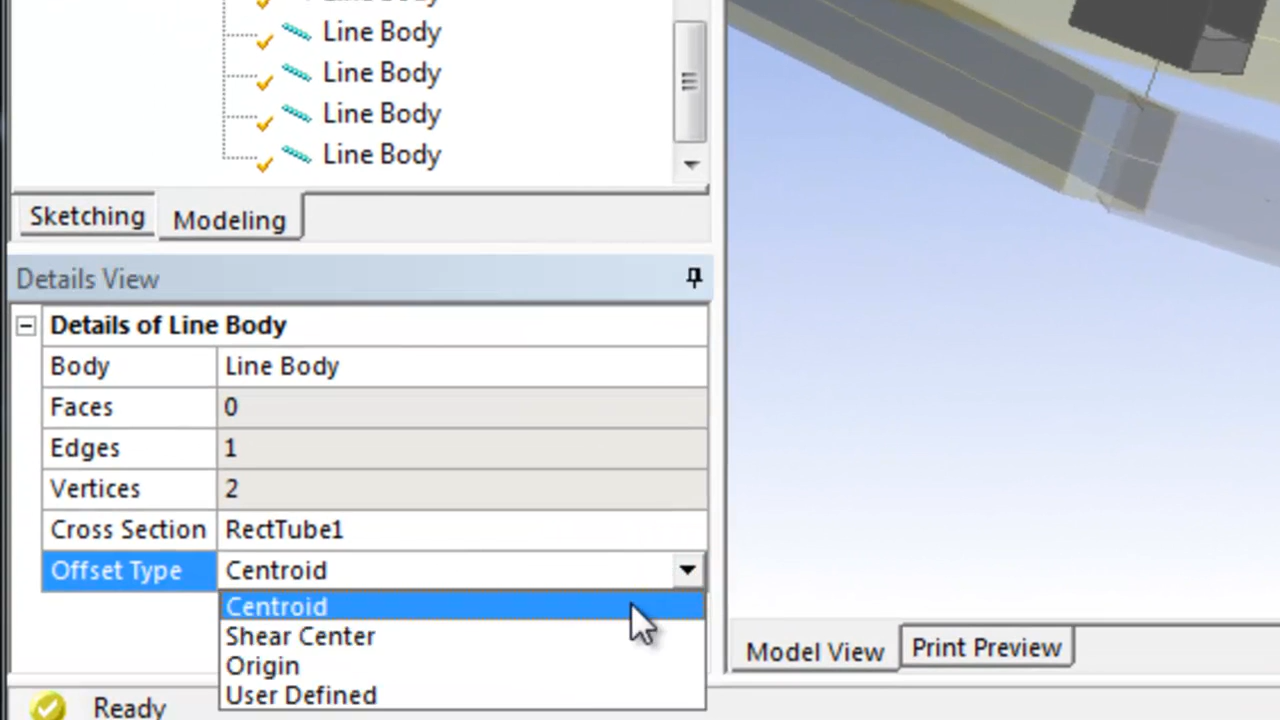 Line Body
Line Body
Line Body
Line Body
Line Body
Sketching Modeling
Details View
Details of Line Body
Body Line Body
Faces 0
Edges 1
Vertices 2
Cross Section RectTube1
Offset Type Centroid
Centroid
Shear Center
Origin
User Defined
Model View Print Preview
Ready